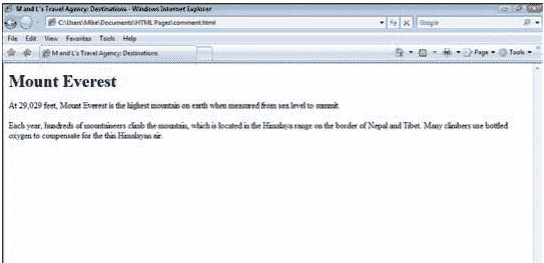 M and L's Travel Agency: Destinations - Windows Internet Explorer
C:\Users\Mike\Documents\HTML Pages\comment.html
Google
File Edit View Favorites Tools Help
M and L's Travel Agency: Destinations
Page Tools
Mount Everest
At 29,029 feet, Mount Everest is the highest mountain on earth when measured from sea level to summit.
Each year, hundreds of mountaineers climb the mountain, which is located in the Himalaya range on the border of Nepal and Tibet. Many climbers use bottled
oxygen to compensate for the thin Himalayan air.